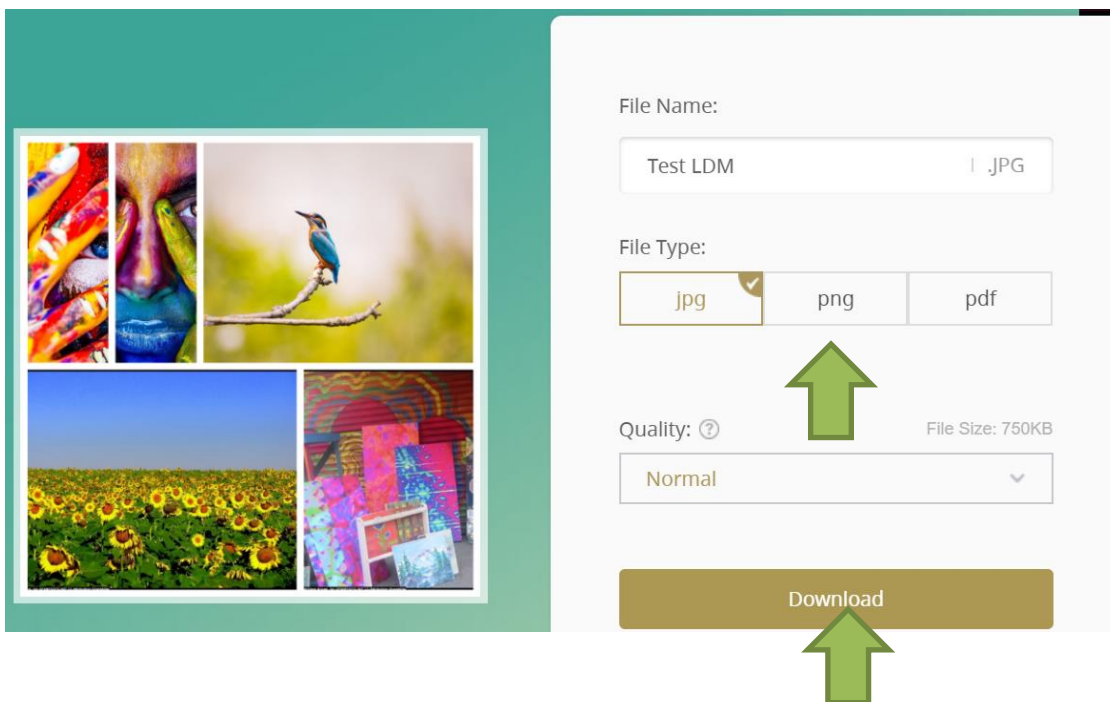 File Name:
Test LDM | .JPG
File Type:
jpg png pdf
Quality: ? File Size: 750KB
Normal
Download